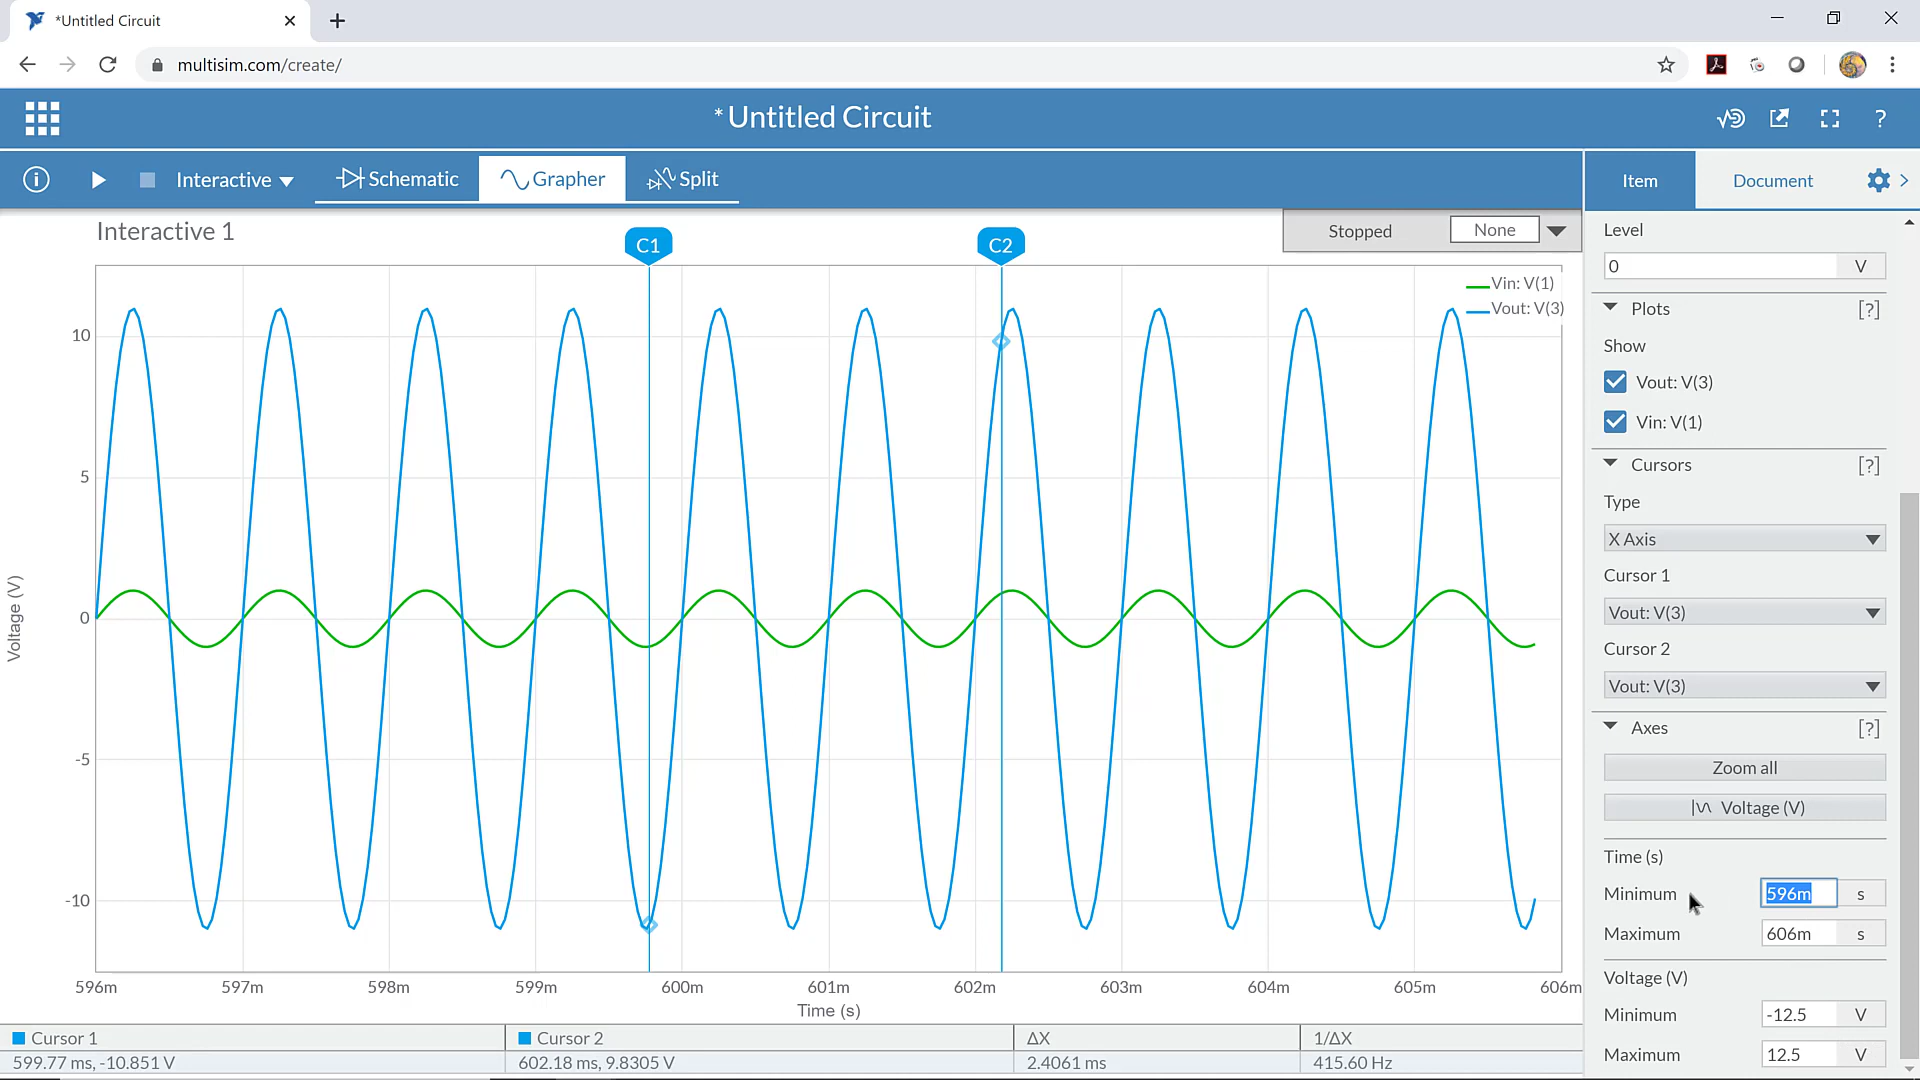 *Untitled Circuit
multisim.com/create/
* Untitled Circuit
?
Interactive
Schematic
Grapher
Split
Item
Document
Interactive 1
Stopped
None
C1
C2
Vin: V(1)
Vout: V(3)
10
5
0
-5
-10
Voltage (V)
596m
597m
598m
599m
600m
601m
602m
603m
604m
605m
606m
Time (s)
Cursor 1
Cursor 2
ΔX
1/ΔX
599.77 ms, -10.851 V
602.18 ms, 9.8305 V
2.4061 ms
415.60 Hz
Level
0 V
Plots [?]
Show
Vout: V(3)
Vin: V(1)
Cursors [?]
Type
X Axis
Cursor 1
Vout: V(3)
Cursor 2
Vout: V(3)
Axes [?]
Zoom all
Voltage (V)
Time (s)
Minimum 596m s
Maximum 606m s
Voltage (V)
Minimum -12.5 V
Maximum 12.5 V